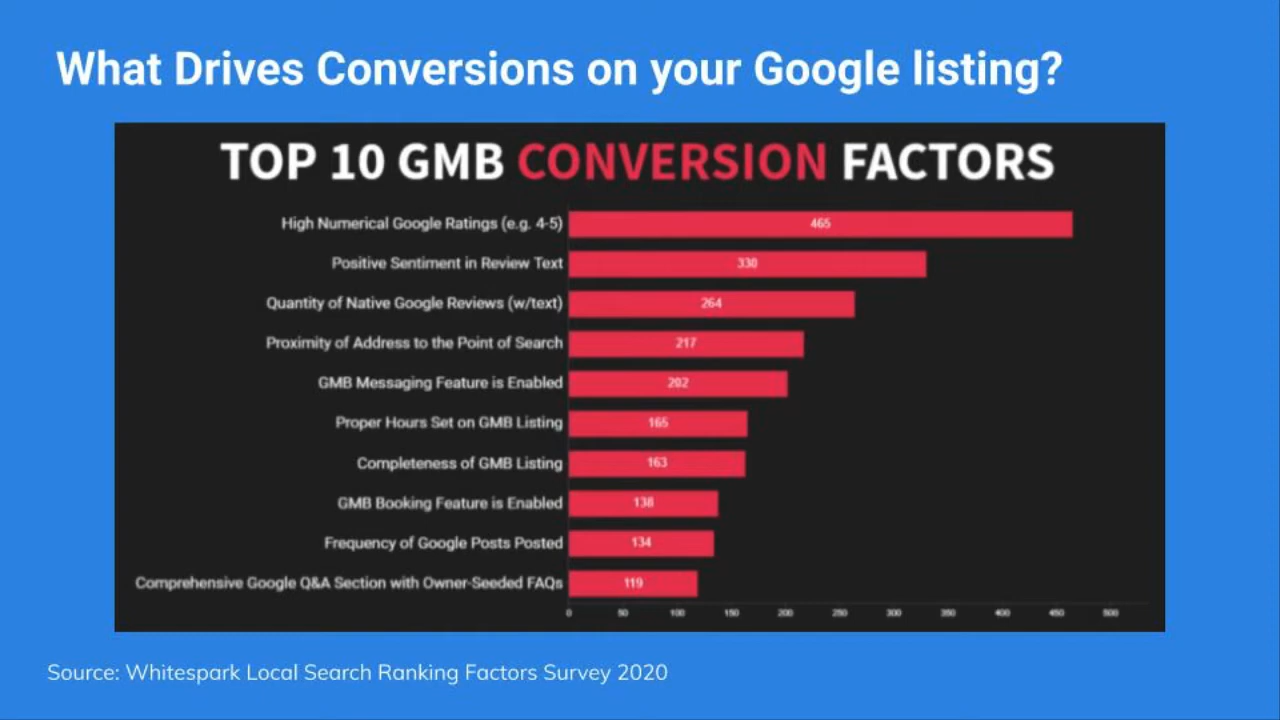 What Drives Conversions on your Google listing?
TOP 10 GMB CONVERSION FACTORS
High Numerical Google Ratings (e.g. 4-5) 465
Positive Sentiment in Review Text 330
Quantity of Native Google Reviews (w/text) 264
Proximity of Address to the Point of Search 217
GMB Messaging Feature is Enabled 202
Proper Hours Set on GMB Listing 165
Completeness of GMB Listing 163
GMB Booking Feature is Enabled 138
Frequency of Google Posts Posted 134
Comprehensive Google Q&A Section with Owner-Seeded FAQs 119
0 50 100 150 200 250 300 350 400 450 500
Source: Whitespark Local Search Ranking Factors Survey 2020